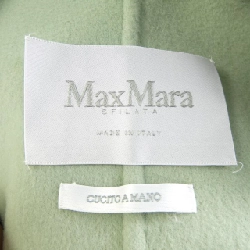 MaxMara
SFILATA
MADE IN ITALY
CUCITO A MANO